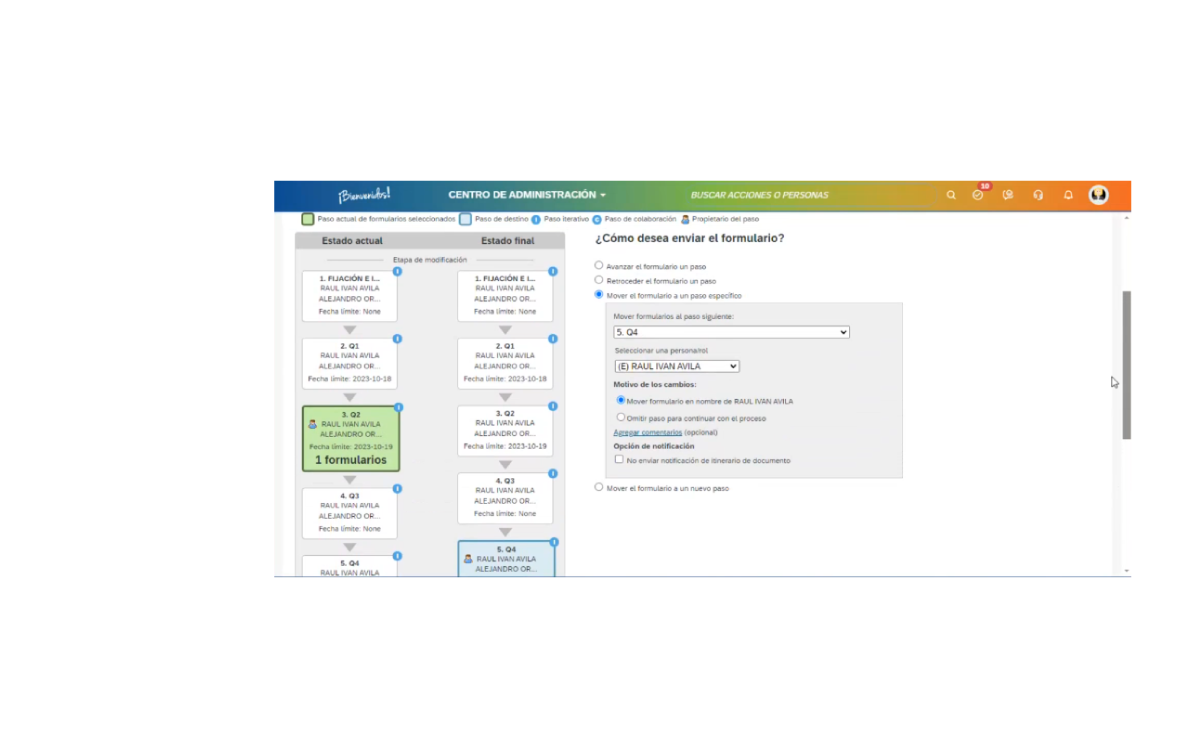 ¡Bienvenidos!
CENTRO DE ADMINISTRACIÓN
BUSCAR ACCIONES O PERSONAS
10
Paso actual de formularios seleccionados
Paso de destino
Paso iterativo
Paso de colaboración
Propietario del paso
Estado actual
Estado final
Etapa de modificación
1. FIJACIÓN E I...
RAUL IVAN AVILA
ALEJANDRO OR...
Fecha límite: None
2. Q1
RAUL IVAN AVILA
ALEJANDRO OR...
Fecha límite: 2023-10-18
3. Q2
RAUL IVAN AVILA
ALEJANDRO OR...
Fecha límite: 2023-10-19
1 formularios
4. Q3
RAUL IVAN AVILA
ALEJANDRO OR...
Fecha límite: None
5. Q4
RAUL IVAN AVILA
1. FIJACIÓN E I...
RAUL IVAN AVILA
ALEJANDRO OR...
Fecha límite: None
2. Q1
RAUL IVAN AVILA
ALEJANDRO OR...
Fecha límite: 2023-10-18
3. Q2
RAUL IVAN AVILA
ALEJANDRO OR...
Fecha límite: 2023-10-19
4. Q3
RAUL IVAN AVILA
ALEJANDRO OR...
Fecha límite: None
5. Q4
RAUL IVAN AVILA
ALEJANDRO OR...
¿Cómo desea enviar el formulario?
Avanzar el formulario un paso
Retroceder el formulario un paso
Mover el formulario a un paso específico
Mover formularios al paso siguiente:
5. Q4
Seleccionar una persona/rol
(E) RAUL IVAN AVILA
Motivo de los cambios:
Mover formulario en nombre de RAUL IVAN AVILA
Omitir paso para continuar con el proceso
Agregar comentarios (opcional)
Opción de notificación
No enviar notificación de itinerario de documento
Mover el formulario a un nuevo paso